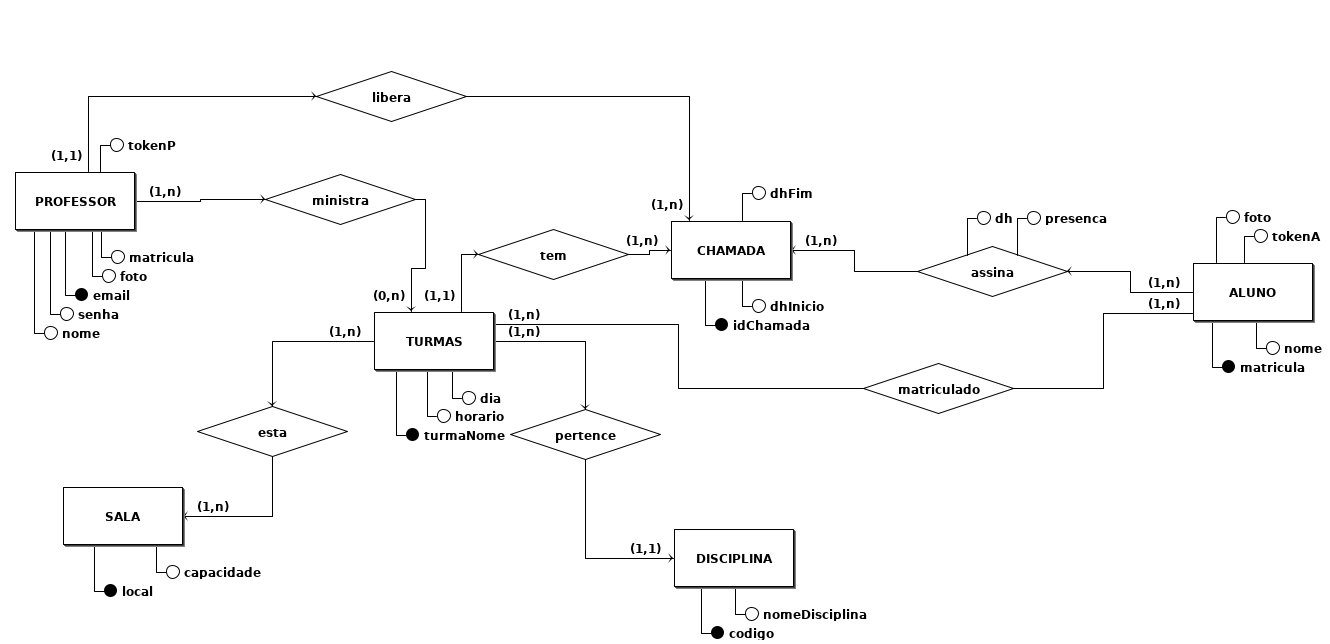 libera
(1,1)
tokenP
PROFESSOR
(1,n)
ministra
matricula
foto
email
senha
nome
(1,n)
dhFim
CHAMADA
tem
(1,n)
(1,n)
dhInicio
idChamada
dh
presenca
assina
foto
tokenA
ALUNO
(1,n)
(1,n)
nome
matricula
(0,n)
(1,1)
TURMAS
(1,n)
(1,n)
(1,n)
dia
horario
turmaNome
matriculado
esta
pertence
SALA
(1,n)
capacidade
local
(1,1)
DISCIPLINA
nomeDisciplina
codigo